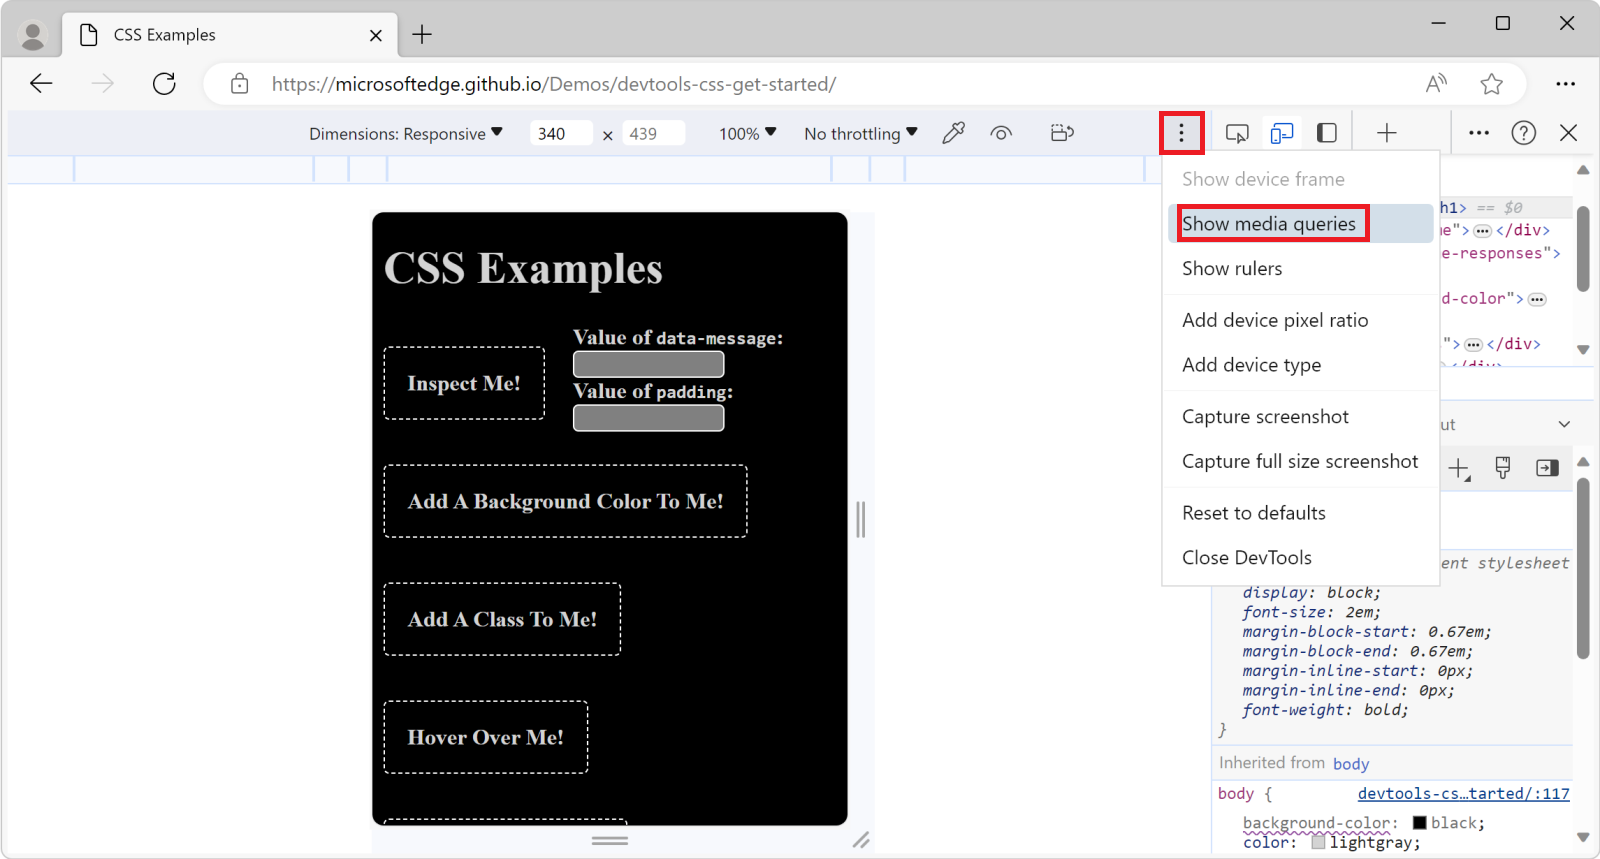 CSS Examples
https://microsoftedge.github.io/Demos/devtools-css-get-started/
Dimensions: Responsive 340 × 439 100% No throttling
Show device frame
Show media queries
Show rulers
Add device pixel ratio
Add device type
Capture screenshot
Capture full size screenshot
Reset to defaults
Close DevTools
h1> == $0
e"> ··· </div>
e-responses">
d-color"> ···
"> ··· </div>
</div>
ut
CSS Examples
Value of data-message:
Inspect Me!
Value of padding:
Add A Background Color To Me!
Add A Class To Me!
Hover Over Me!
ent stylesheet
display: block;
font-size: 2em;
margin-block-start: 0.67em;
margin-block-end: 0.67em;
margin-inline-start: 0px;
margin-inline-end: 0px;
font-weight: bold;
}
Inherited from body
body { devtools-cs…tarted/:117
background-color: black;
color: lightgray;